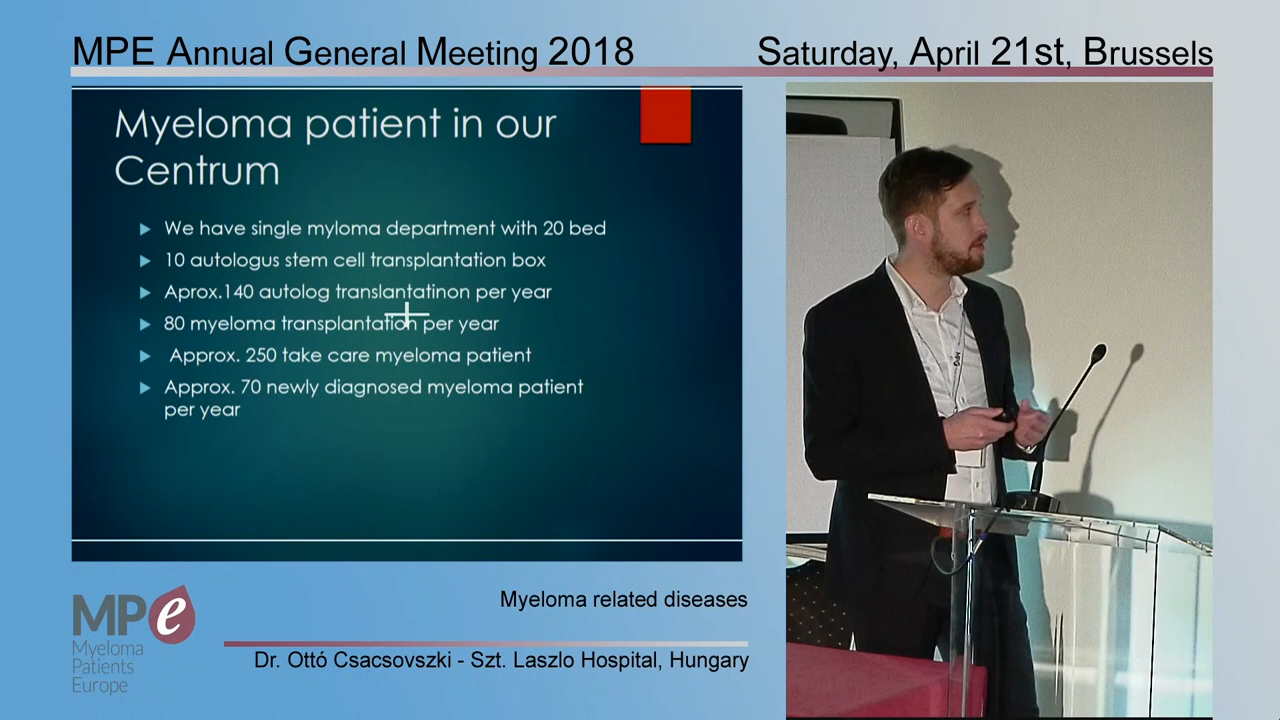 MPE Annual General Meeting 2018
Saturday, April 21st, Brussels
Myeloma patient in our
Centrum
We have single myloma department with 20 bed
10 autologus stem cell transplantation box
Aprox.140 autolog translantatinon per year
80 myeloma transplantation per year
Approx. 250 take care myeloma patient
Approx. 70 newly diagnosed myeloma patient
per year
MPe
Myeloma
Patients
Europe
Myeloma related diseases
Dr. Ottó Csacsovszki - Szt. Laszlo Hospital, Hungary